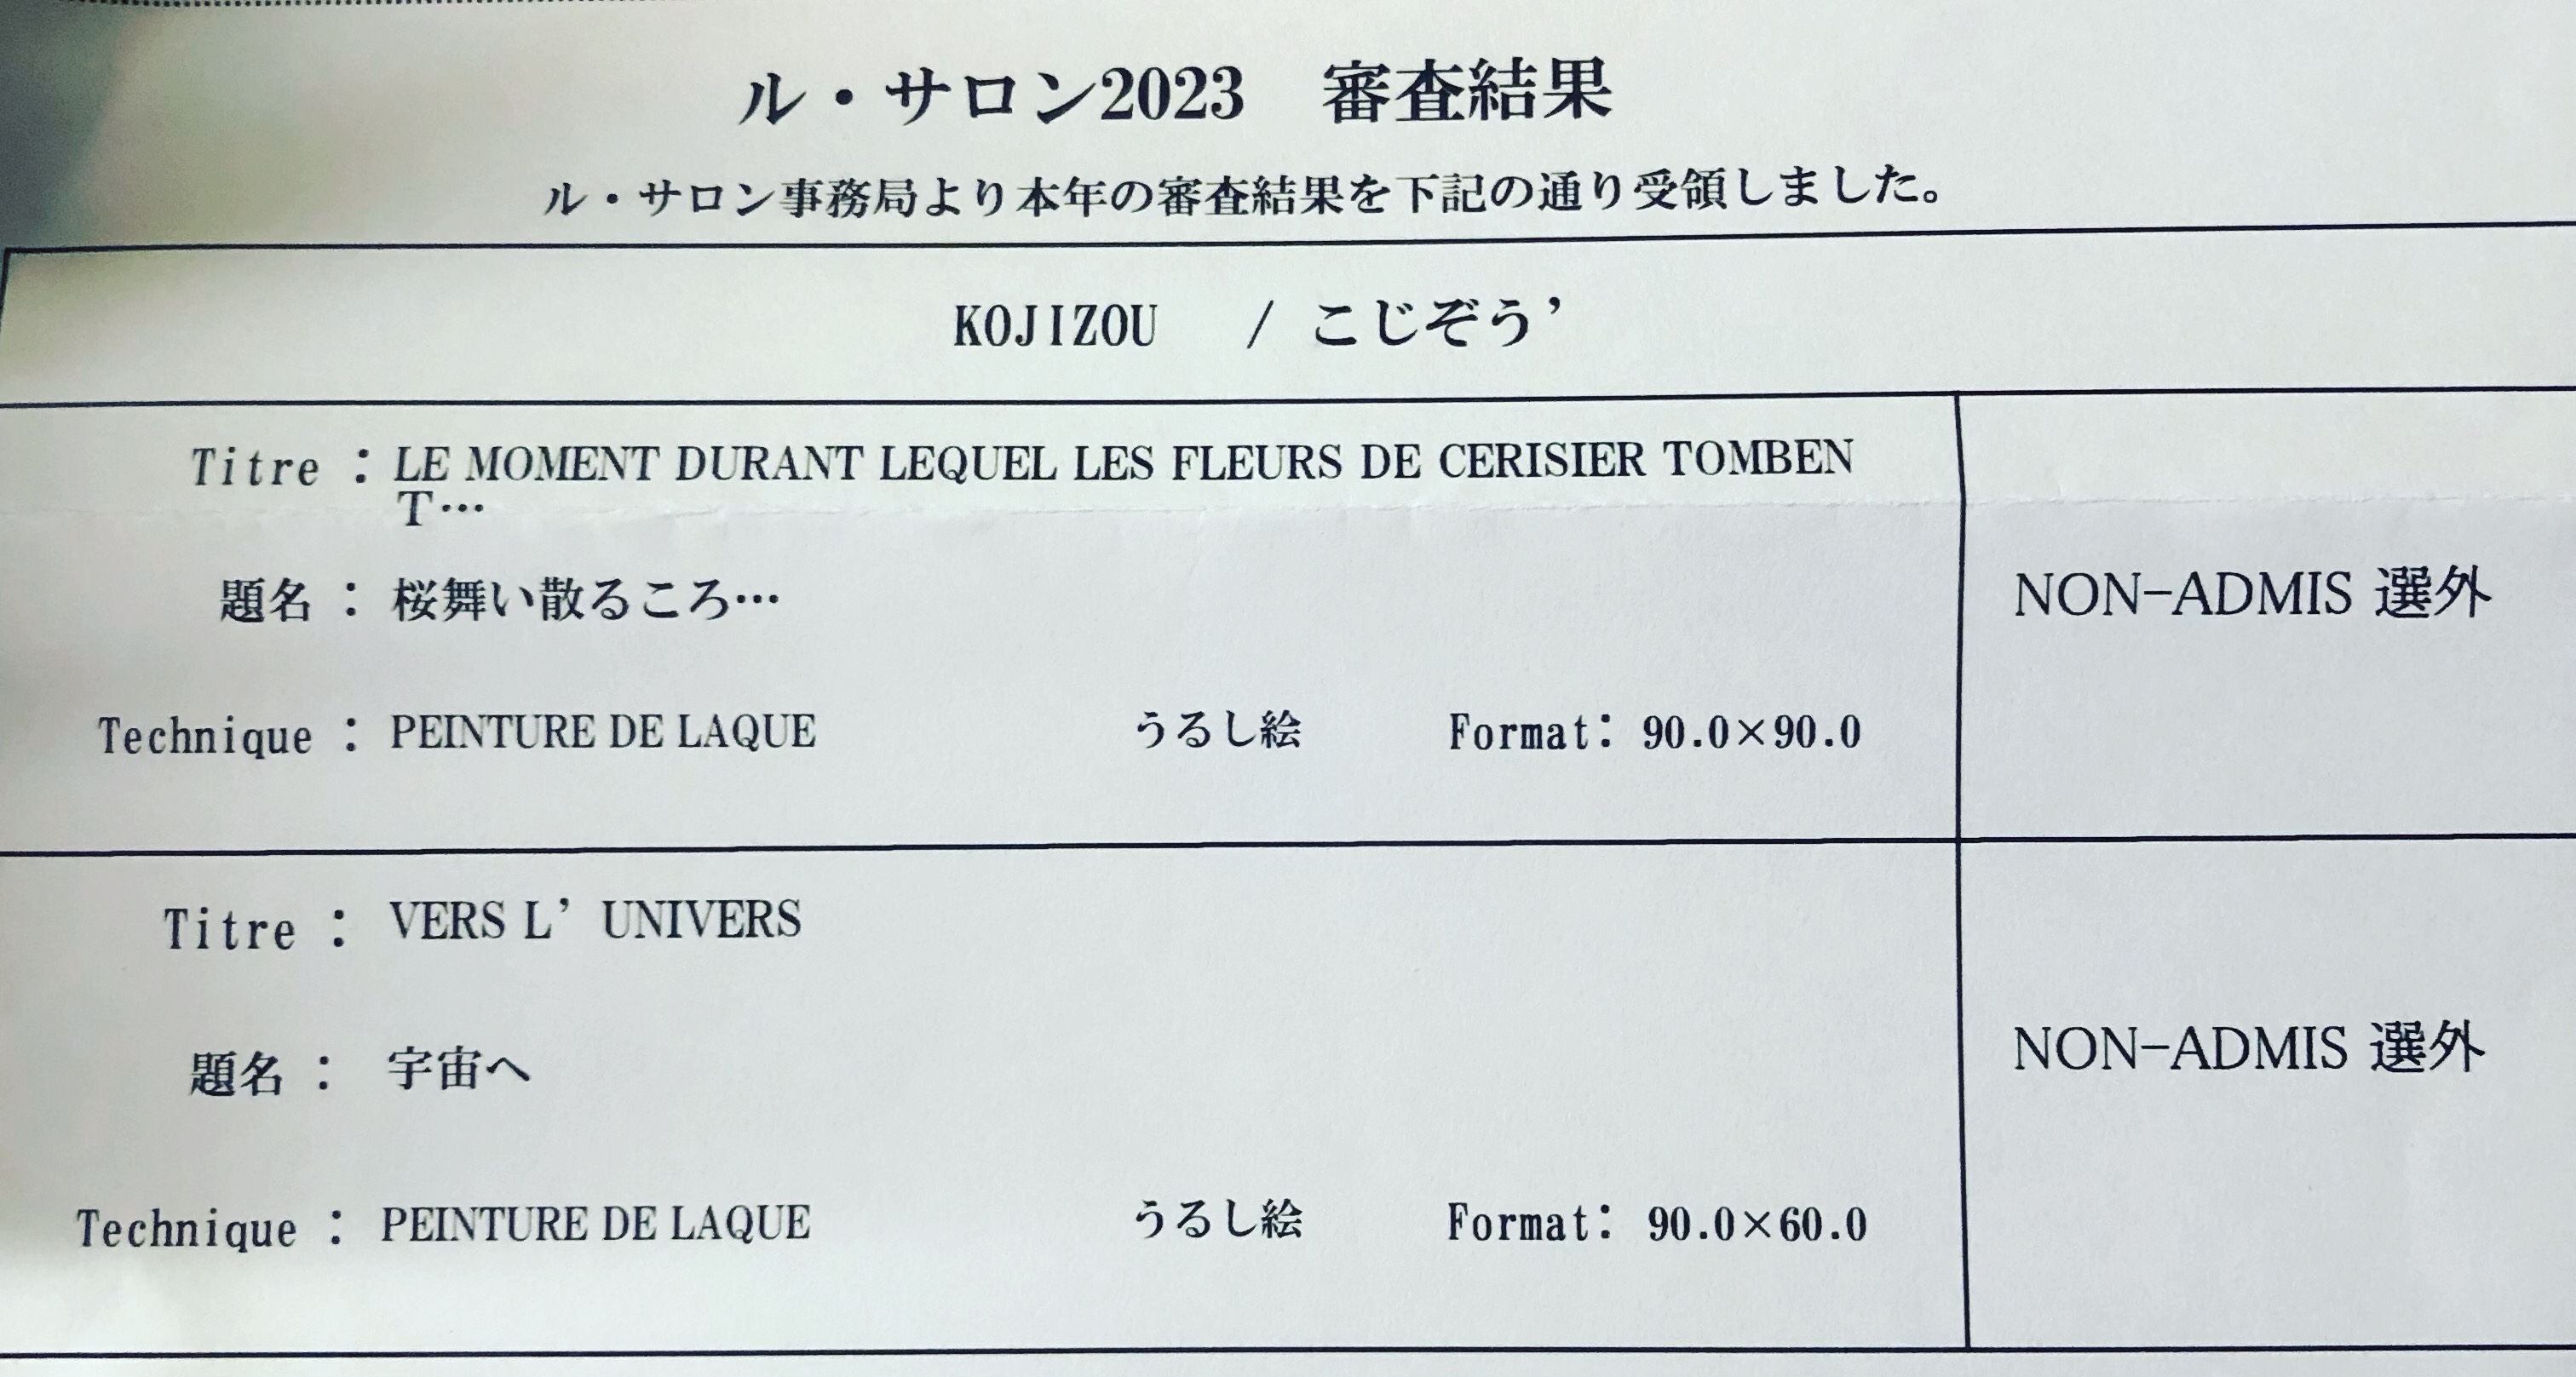 ル・サロン2023　審査結果
ル・サロン事務局より本年の審査結果を下記の通り受領しました。
KOJIZOU / こじぞう’
Titre : LE MOMENT DURANT LEQUEL LES FLEURS DE CERISIER TOMBEN
T…
題名 : 桜舞い散るころ…
NON-ADMIS 選外
Technique : PEINTURE DE LAQUE うるし絵 Format: 90.0×90.0
Titre : VERS L’ UNIVERS
題名 : 宇宙へ
NON-ADMIS 選外
Technique : PEINTURE DE LAQUE うるし絵 Format: 90.0×60.0